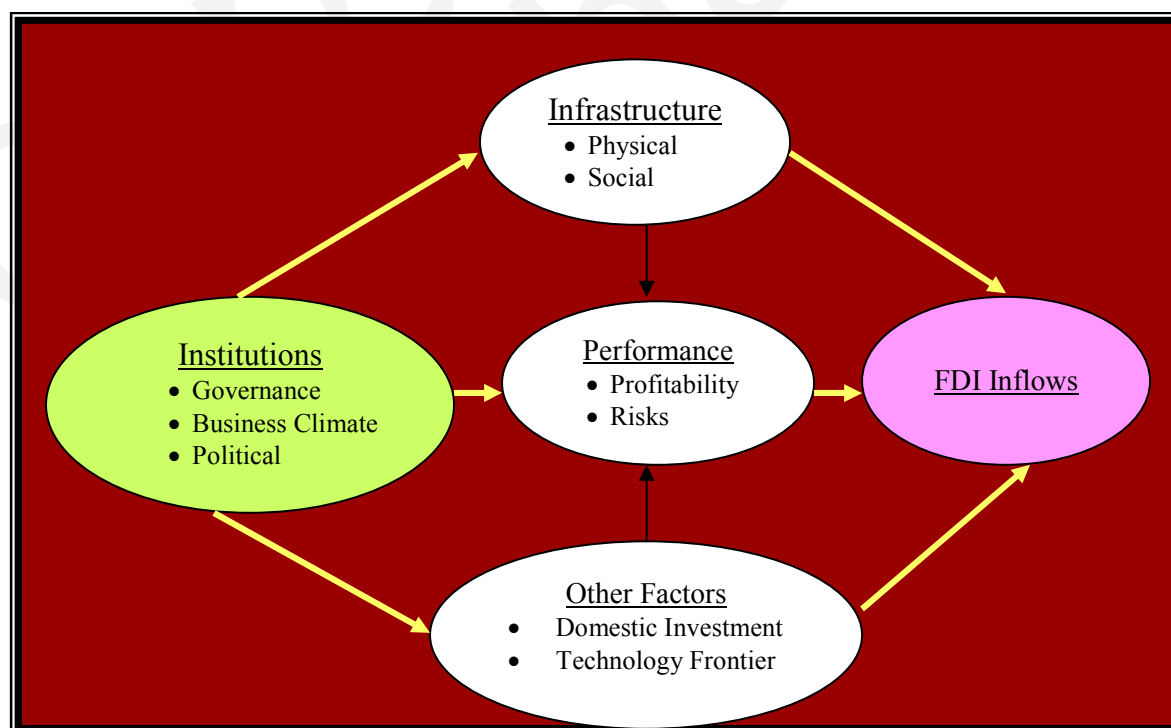 Infrastructure
• Physical
• Social
Institutions
• Governance
• Business Climate
• Political
Performance
• Profitability
• Risks
FDI Inflows
Other Factors
• Domestic Investment
• Technology Frontier